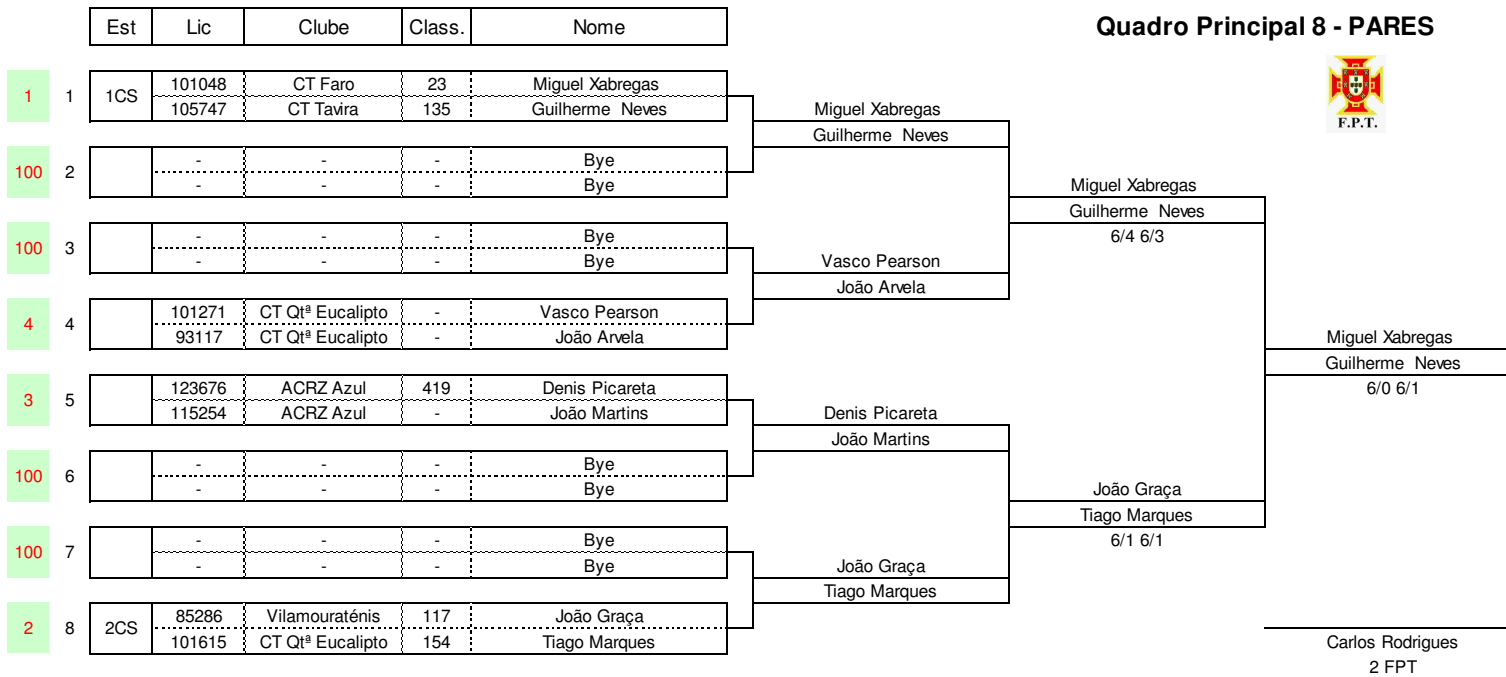 Est Lic Clube Class. Nome
Quadro Principal 8 - PARES
F.P.T.
1 1 1CS 101048 CT Faro 23 Miguel Xabregas
105747 CT Tavira 135 Guilherme Neves
Miguel Xabregas
Guilherme Neves
100 2 - - - Bye
- - - Bye
Miguel Xabregas
Guilherme Neves
6/4 6/3
100 3 - - - Bye
- - - Bye
Vasco Pearson
João Arvela
4 4 101271 CT Qtª Eucalipto - Vasco Pearson
93117 CT Qtª Eucalipto - João Arvela
Miguel Xabregas
Guilherme Neves
6/0 6/1
3 5 123676 ACRZ Azul 419 Denis Picareta
115254 ACRZ Azul - João Martins
Denis Picareta
João Martins
100 6 - - - Bye
- - - Bye
João Graça
Tiago Marques
6/1 6/1
100 7 - - - Bye
- - - Bye
João Graça
Tiago Marques
2 8 2CS 85286 Vilamouraténis 117 João Graça
101615 CT Qtª Eucalipto 154 Tiago Marques
Carlos Rodrigues
2 FPT